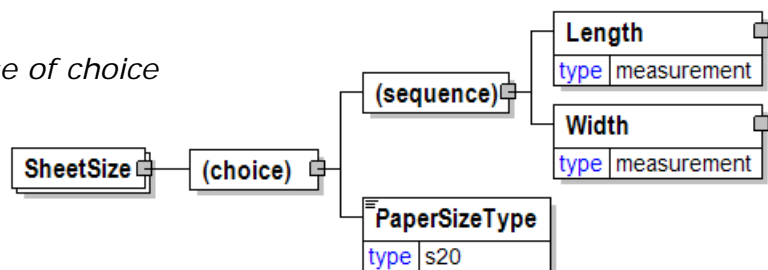 e of choice
Length
type measurement
(sequence)
Width
type measurement
SheetSize
(choice)
PaperSizeType
type s20